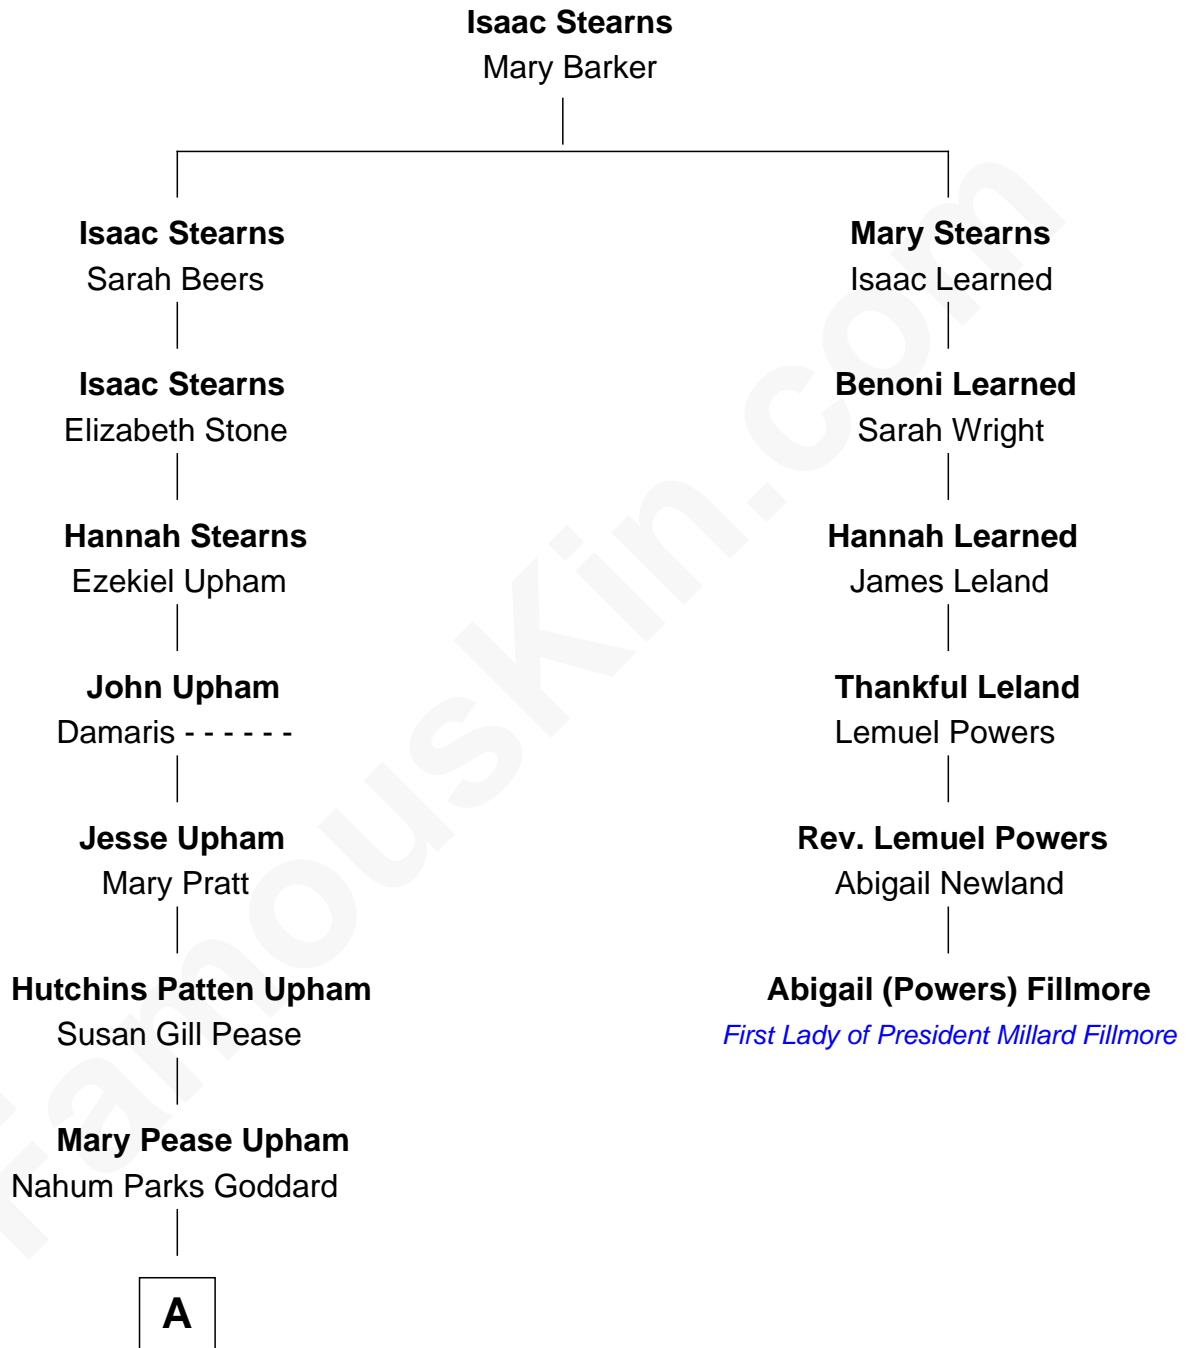 Isaac Stearns
Mary Barker
Isaac Stearns
Sarah Beers
Mary Stearns
Isaac Learned
Isaac Stearns
Elizabeth Stone
Benoni Learned
Sarah Wright
Hannah Stearns
Ezekiel Upham
Hannah Learned
James Leland
John Upham
Damaris - - - - - -
Thankful Leland
Lemuel Powers
Jesse Upham
Mary Pratt
Rev. Lemuel Powers
Abigail Newland
Hutchins Patten Upham
Susan Gill Pease
Abigail (Powers) Fillmore
First Lady of President Millard Fillmore
Mary Pease Upham
Nahum Parks Goddard
A
FamousKin.com